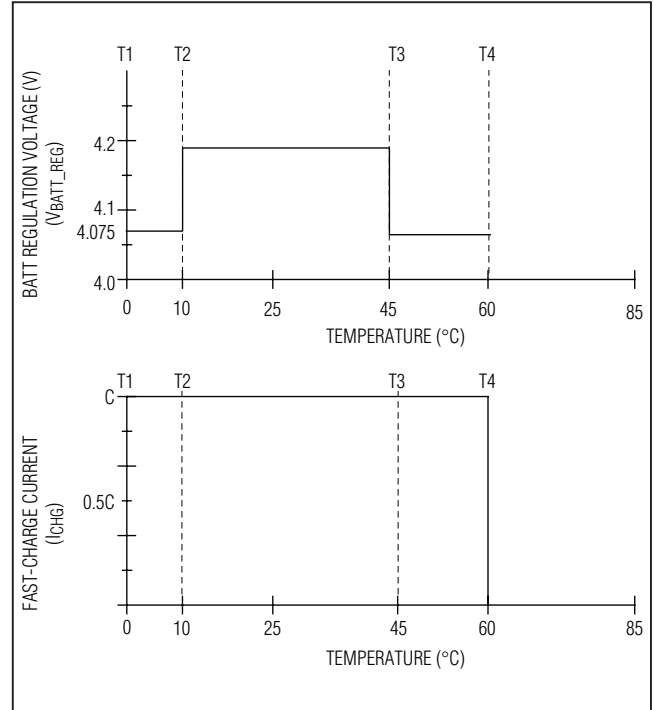 T1 T2 T3 T4
BATT REGULATION VOLTAGE (V)
(VBATT_REG)
4.2
4.1
4.075
4.0
0 10 25 45 60 85
TEMPERATURE (°C)
T1 T2 T3 T4
FAST-CHARGE CURRENT
(ICHG)
C
0.5C
0 10 25 45 60 85
TEMPERATURE (°C)